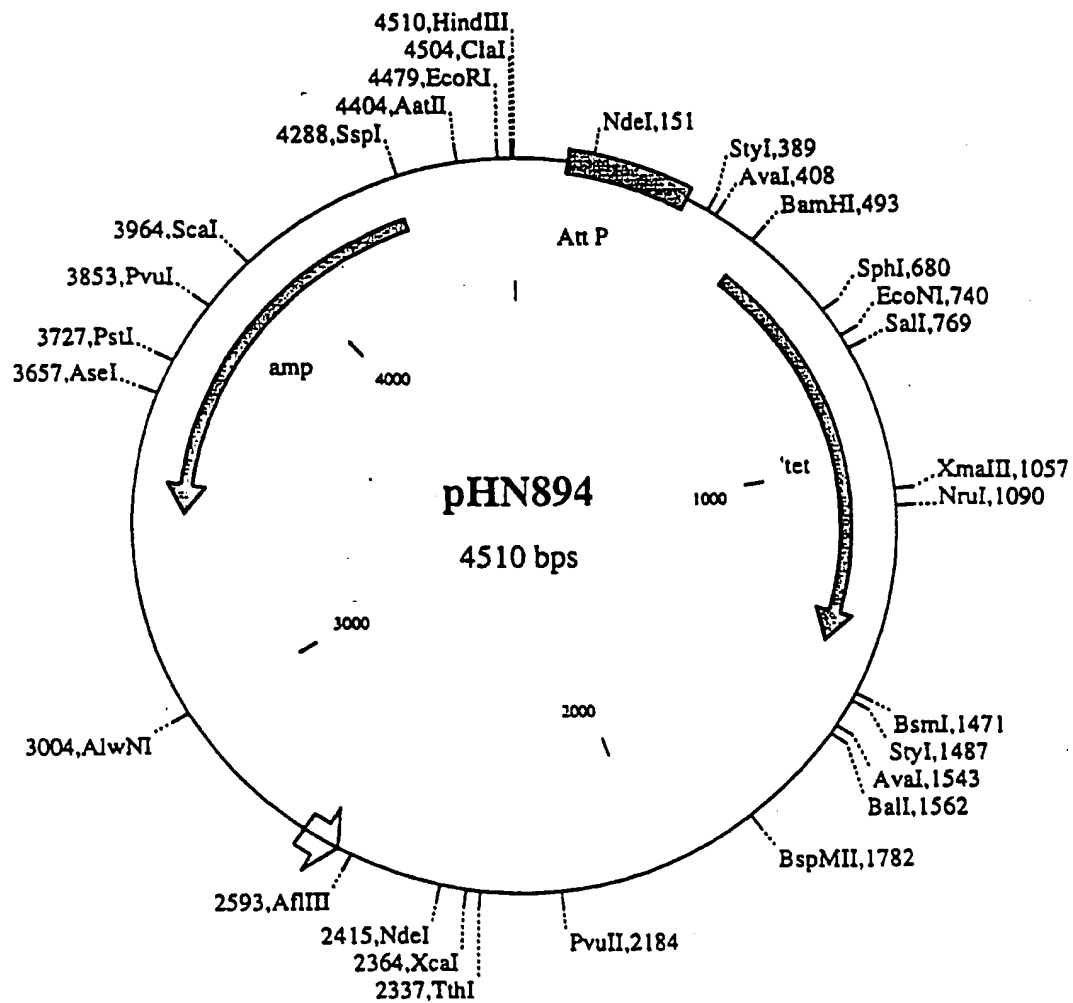 4510,HindIII
4504,ClaI
4479,EcoRI
4404,AatII
4288,SspI
NdeI,151
StyI,389
AvaI,408
BamHI,493
3964,ScaI
3853,PvuI
3727,PstI
3657,AseI
Att P
SphI,680
EcoNI,740
SalI,769
amp
4000
'tet
1000
XmaIII,1057
NruI,1090
pHN894
4510 bps
3000
2000
3004,AlwNI
BsmI,1471
StyI,1487
AvaI,1543
BalI,1562
BspMII,1782
2593,AflIII
2415,NdeI
2364,XcaI
2337,TthI
PvuII,2184